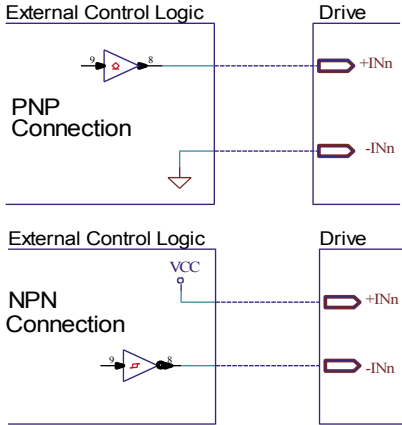 External Control Logic Drive
9 8 +INn
PNP
Connection
-INn
External Control Logic Drive
VCC
NPN +INn
Connection
9 8 -INn